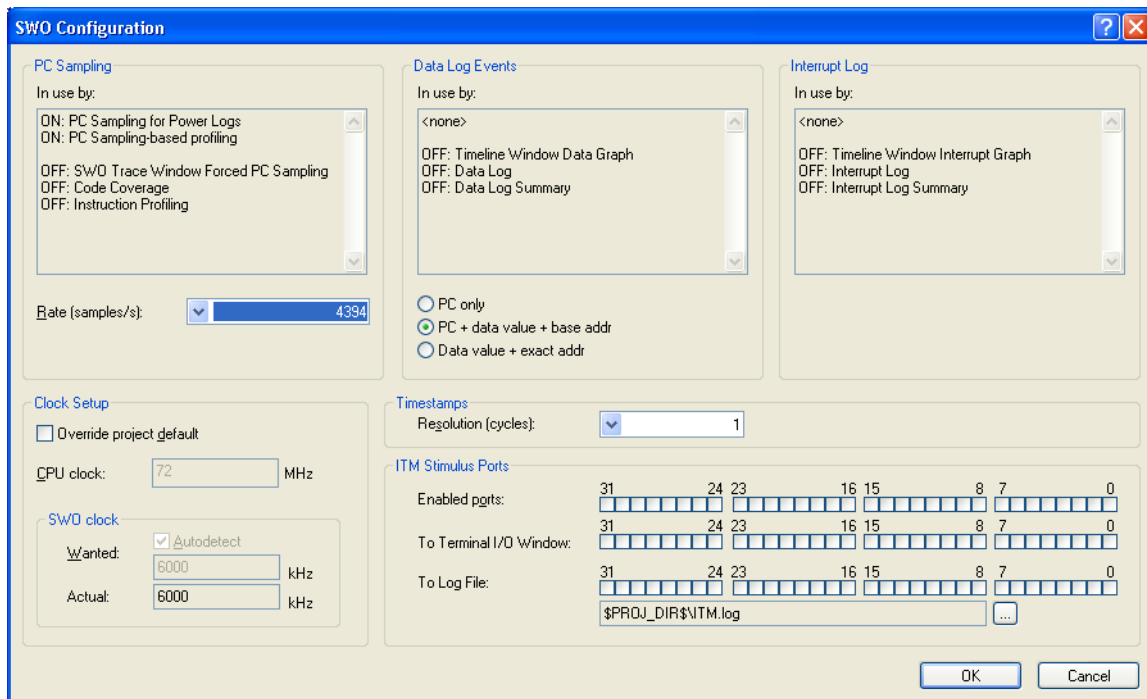 SWO Configuration
PC Sampling
In use by:
ON: PC Sampling for Power Logs
ON: PC Sampling-based profiling
OFF: SWO Trace Window Forced PC Sampling
OFF: Code Coverage
OFF: Instruction Profiling
Rate (samples/s): 4394
Data Log Events
In use by:
<none>
OFF: Timeline Window Data Graph
OFF: Data Log
OFF: Data Log Summary
PC only
PC + data value + base addr
Data value + exact addr
Interrupt Log
In use by:
<none>
OFF: Timeline Window Interrupt Graph
OFF: Interrupt Log
OFF: Interrupt Log Summary
Clock Setup
Override project default
CPU clock: 72 MHz
SWO clock
Autodetect
Wanted: 6000 kHz
Actual: 6000 kHz
Timestamps
Resolution (cycles): 1
ITM Stimulus Ports
31 24 23 16 15 8 7 0
Enabled ports:
31 24 23 16 15 8 7 0
To Terminal I/O Window:
31 24 23 16 15 8 7 0
To Log File:
$PROJ_DIR$\ITM.log ...
OK Cancel